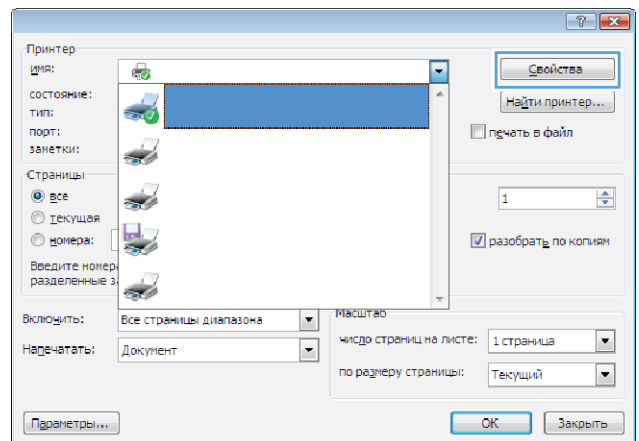 Принтер
имя:
Свойства
состояние:
Найти принтер...
тип:
порт:
печать в файл
заметки:
Страницы
все
1
текущая
номера:
разобрать по копиям
Введите номер
разделенные з
Включить:
Все страницы диапазона
Масштаб
число страниц на листе:
1 страница
Напечатать:
Документ
по размеру страницы:
Текущий
Параметры...
ОК
Закрыть